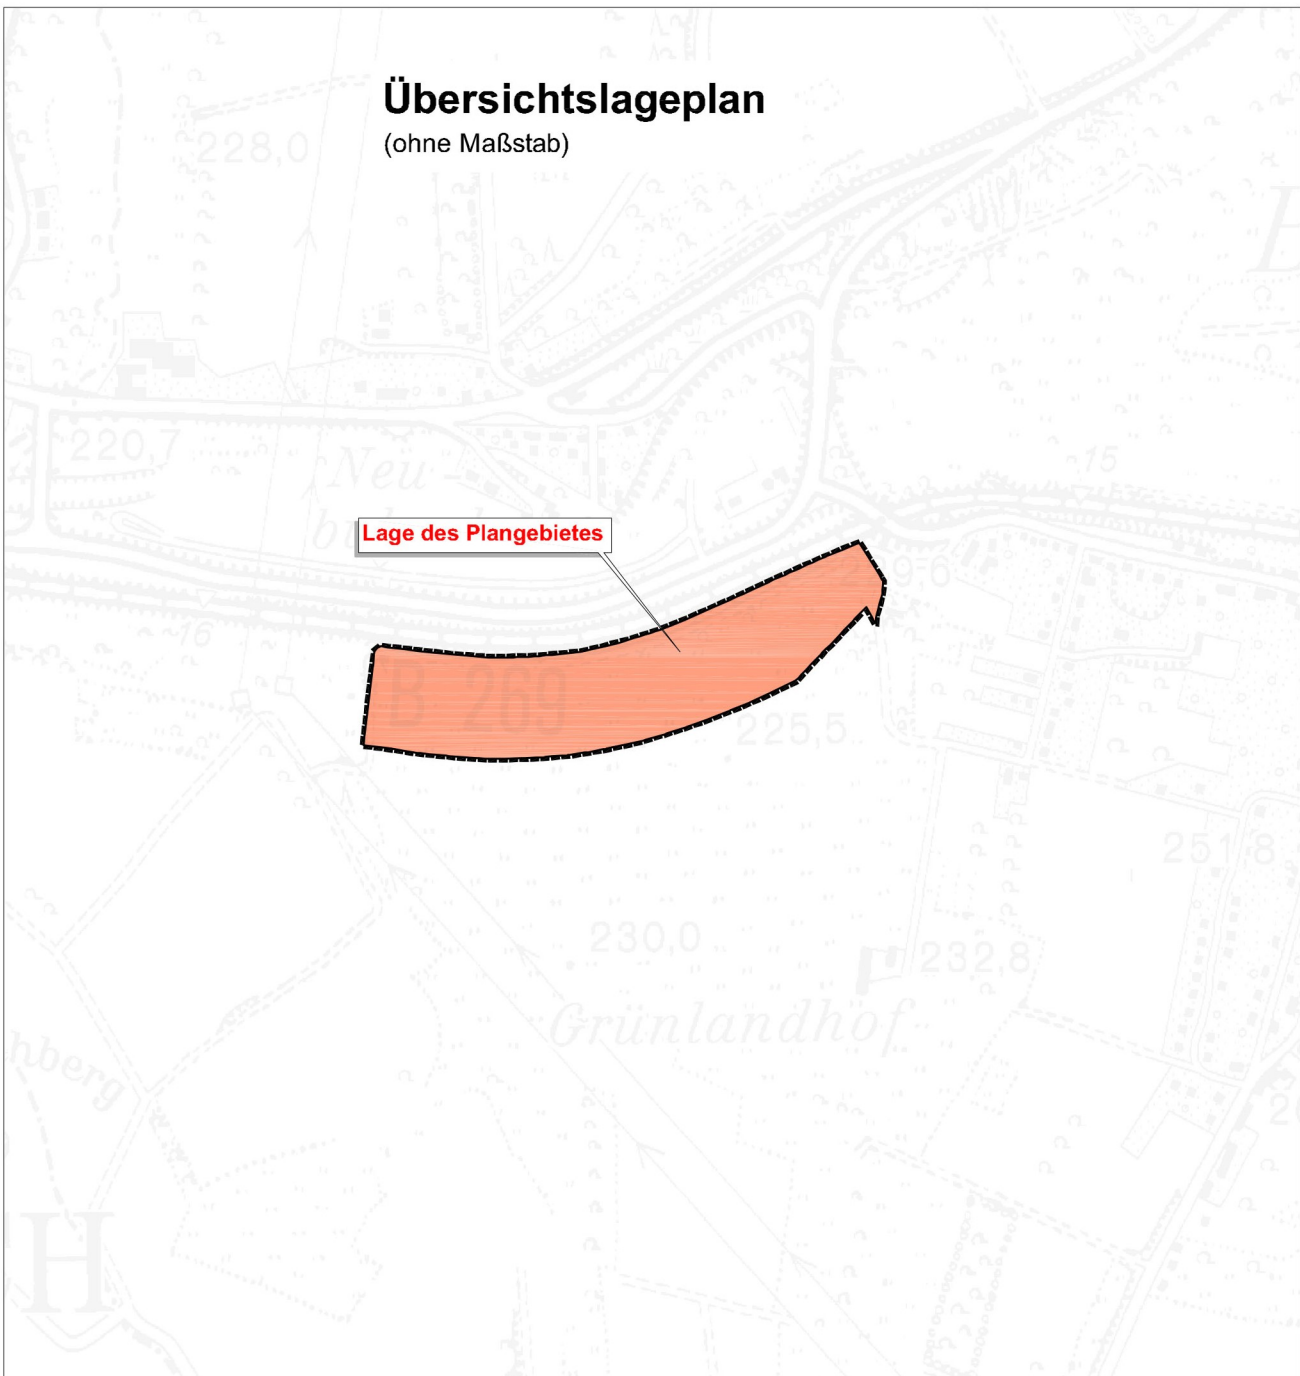 Übersichtslageplan
(ohne Maßstab)
228,0
220,7
Neu
15
Lage des Plangebietes
16
B 269
225,5
251,8
230,0
232,8
Grünlandhof
hberg
H